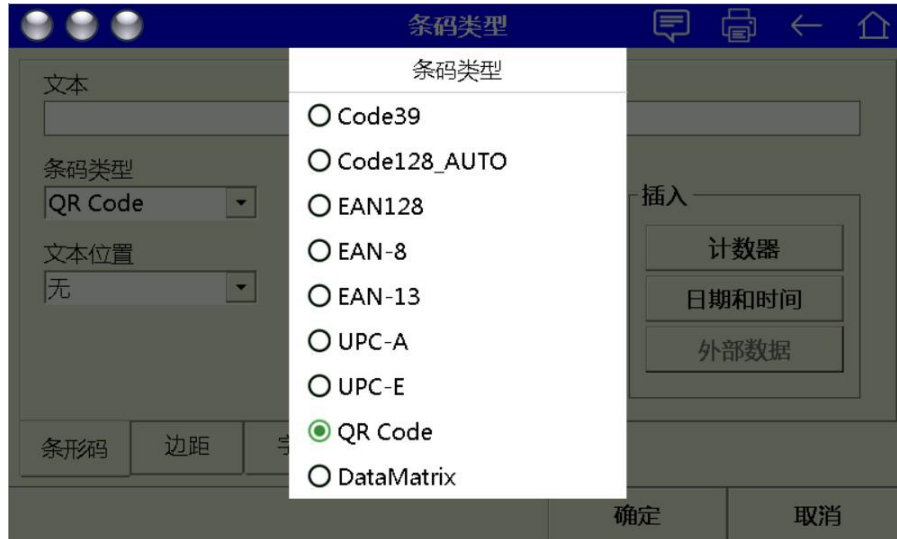 条码类型
条码类型
文本
Code39
Code128_AUTO
条码类型
QR Code
EAN128
插入
文本位置
EAN-8
计数器
无
EAN-13
日期和时间
UPC-A
外部数据
UPC-E
QR Code
条形码
边距
DataMatrix
确定
取消